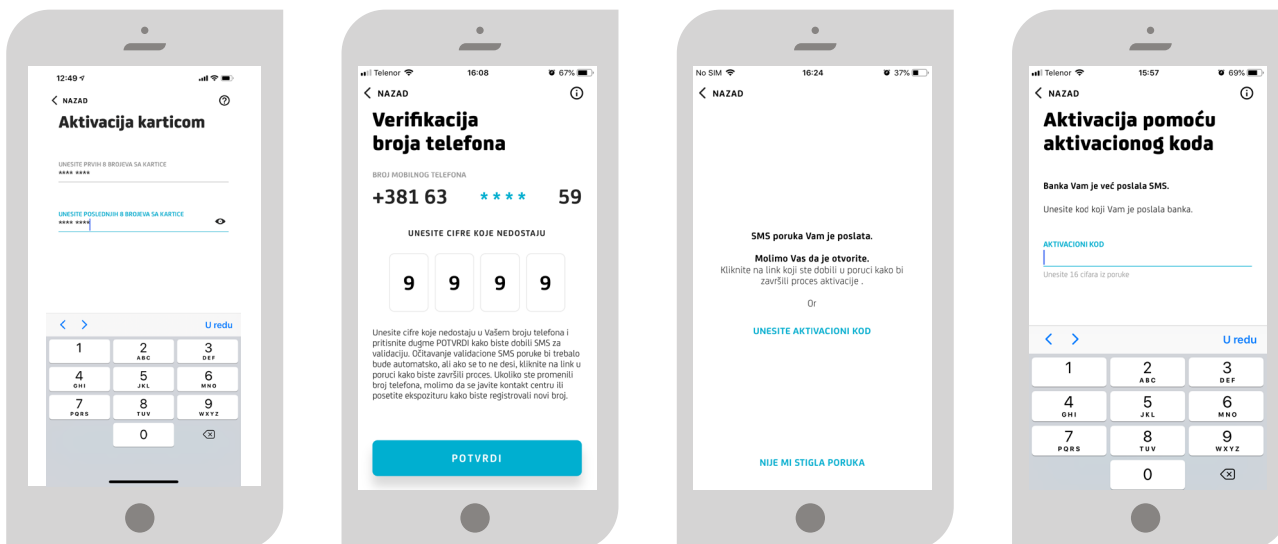 12:49
NAZAD
Aktivacija karticom
UNESITE PRVIH 8 BROJEVA SA KARTICE
**** ****
UNESITE POSLEDNJIH 8 BROJEVA SA KARTICE
**** ****
U redu
1
2
ABC
3
DEF
4
GHI
5
JKL
6
MNO
7
PQRS
8
TUV
9
WXYZ
0
Telenor
16:08
67%
NAZAD
Verifikacija
broja telefona
BROJ MOBILNOG TELEFONA
+381 63 **** 59
UNESITE CIFRE KOJE NEDOSTAJU
9 9 9 9
Unesite cifre koje nedostaju u Vašem broju telefona i
pritisnite dugme POTVRDI kako biste dobili SMS za
validaciju. Očitavanje validacione SMS poruke bi trebalo
bude automatsko, ali ako se to ne desi, kliknite na link u
poruci kako biste završili proces. Ukoliko ste promenili
broj telefona, molimo da se javite kontakt centru ili
posetite ekspozituru kako biste registrovali novi broj.
POTVRDI
No SIM
16:24
37%
NAZAD
SMS poruka Vam je poslata.
Molimo Vas da je otvorite.
Kliknite na link koji ste dobili u poruci kako bi
završili proces aktivacije .
Or
UNESITE AKTIVACIONI KOD
NIJE MI STIGLA PORUKA
Telenor
15:57
69%
NAZAD
Aktivacija pomoću
aktivacionog koda
Banka Vam je već poslala SMS.
Unesite kod koji Vam je poslala banka.
AKTIVACIONI KOD
Unesite 16 cifara iz poruke
U redu
1
2
ABC
3
DEF
4
GHI
5
JKL
6
MNO
7
PQRS
8
TUV
9
WXYZ
0